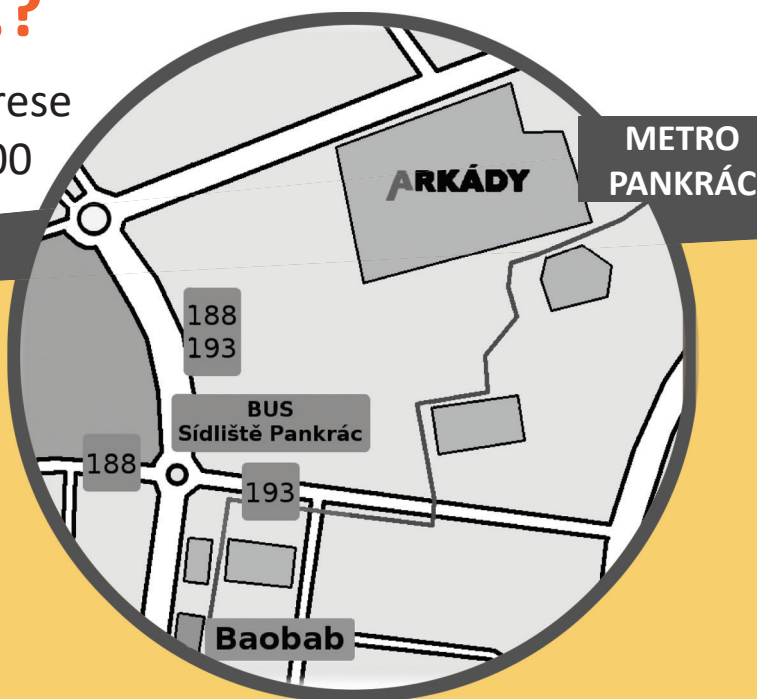 ?
rese
00
METRO
PANKRÁC
ARKÁDY
188
193
BUS
Sídliště Pankrác
188
193
Baobab